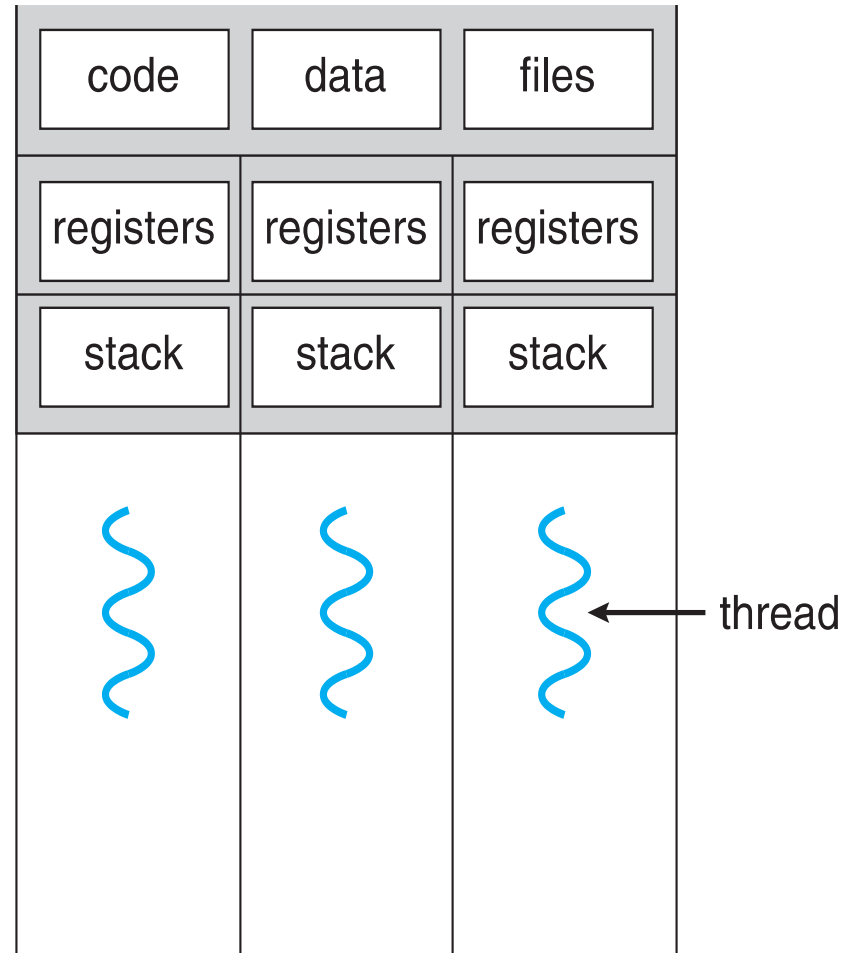 code data files
registers registers registers
stack stack stack
thread